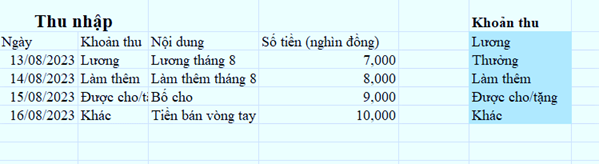 Thu nhập Khoản thu
Ngày Khoản thu Nội dung Số tiền (nghìn đồng) Lương
13/08/2023 Lương Lương tháng 8 7,000 Thưởng
14/08/2023 Làm thêm Làm thêm tháng 8 8,000 Làm thêm
15/08/2023 Được cho/tă Bố cho 9,000 Được cho/tặng
16/08/2023 Khác Tiền bán vòng tay 10,000 Khác